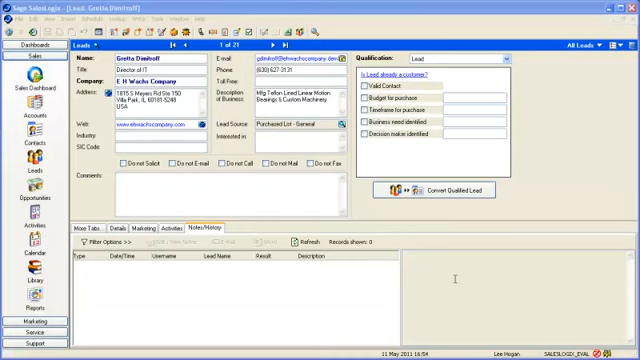 Sage SalesLogix - [Lead: Gretta Dimitroff]
File Edit View Insert Write Schedule Lookup Tools Window Help
Dashboards
Sales
Sales Dashboard
Accounts
Contacts
Leads
Opportunities
Activities
Calendar
Library
Reports
Marketing
Service
Support
Leads
1 of 21
All Leads
Name: Gretta Dimitroff
Title: Director of IT
Company: E H Wachs Company
Address: 1815 S Meyers Rd Ste 150
Villa Park, IL 60181-5248
USA
Web: www.ehwachscompany.com
Industry:
SIC Code:
Do not Solicit Do not E-mail Do not Call Do not Mail Do not Fax
Comments:
E-mail: gdimitroff@ehwachscompany.dem
Phone: (630) 627-3131
Toll Free:
Description of Business: Mfg Teflon Lined Linear Motion Bearings & Custom Machinery
Lead Source: Purchased List - General
Interested in:
Qualification: Lead
Is Lead already a customer?
Valid Contact
Budget for purchase
Timeframe for purchase
Business need identified
Decision maker identified
Convert Qualified Lead
More Tabs... Details Marketing Activities Notes/History
Filter Options >> Edit / View Notes E-Mail Word Refresh Records shown: 0
Type Date/Time Username Lead Name Result Description
11 May 2011 16:54 Lee Hogan SALESLOGIX_EVAL